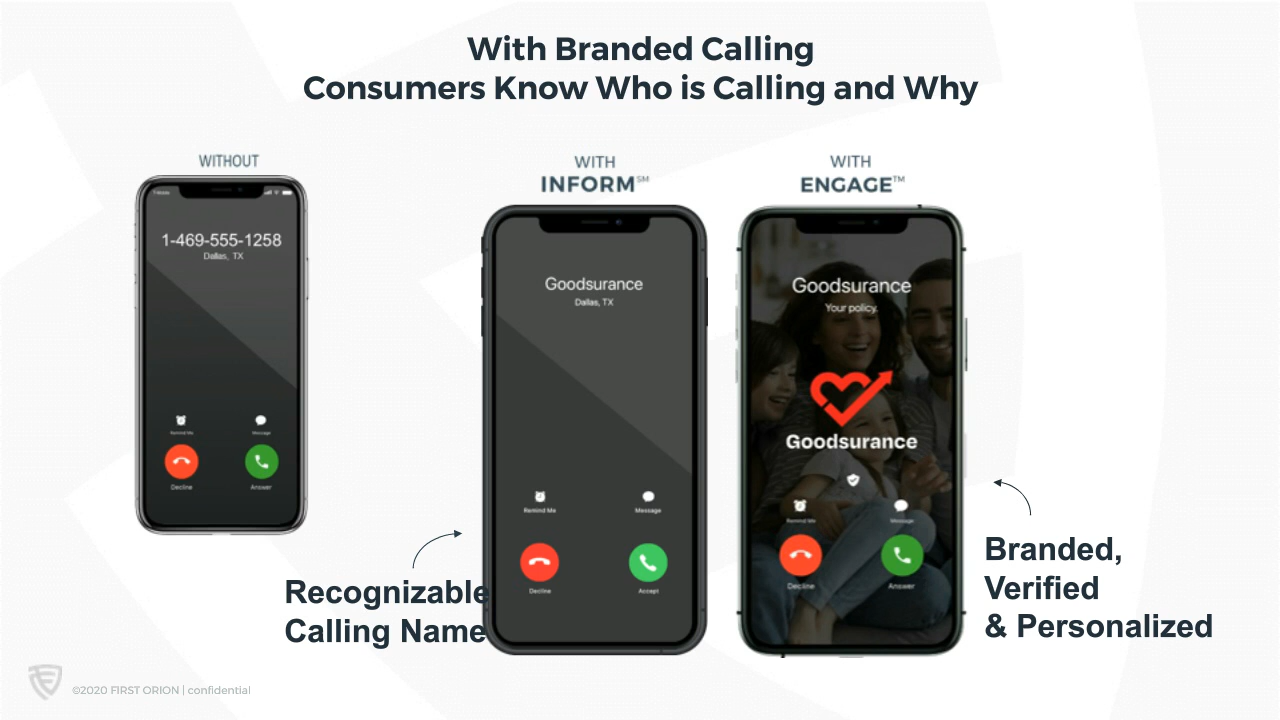 With Branded Calling
Consumers Know Who is Calling and Why
WITHOUT
1-469-555-1258
Dallas, TX
Remind Me
Message
Decline
Answer
WITH
INFORM℠
Goodsurance
Dallas, TX
Remind Me
Message
Decline
Accept
Recognizable
Calling Name
WITH
ENGAGE™
Goodsurance
Your policy.
Goodsurance
Remind Me
Message
Decline
Answer
Branded,
Verified
& Personalized
©2020 FIRST ORION | confidential